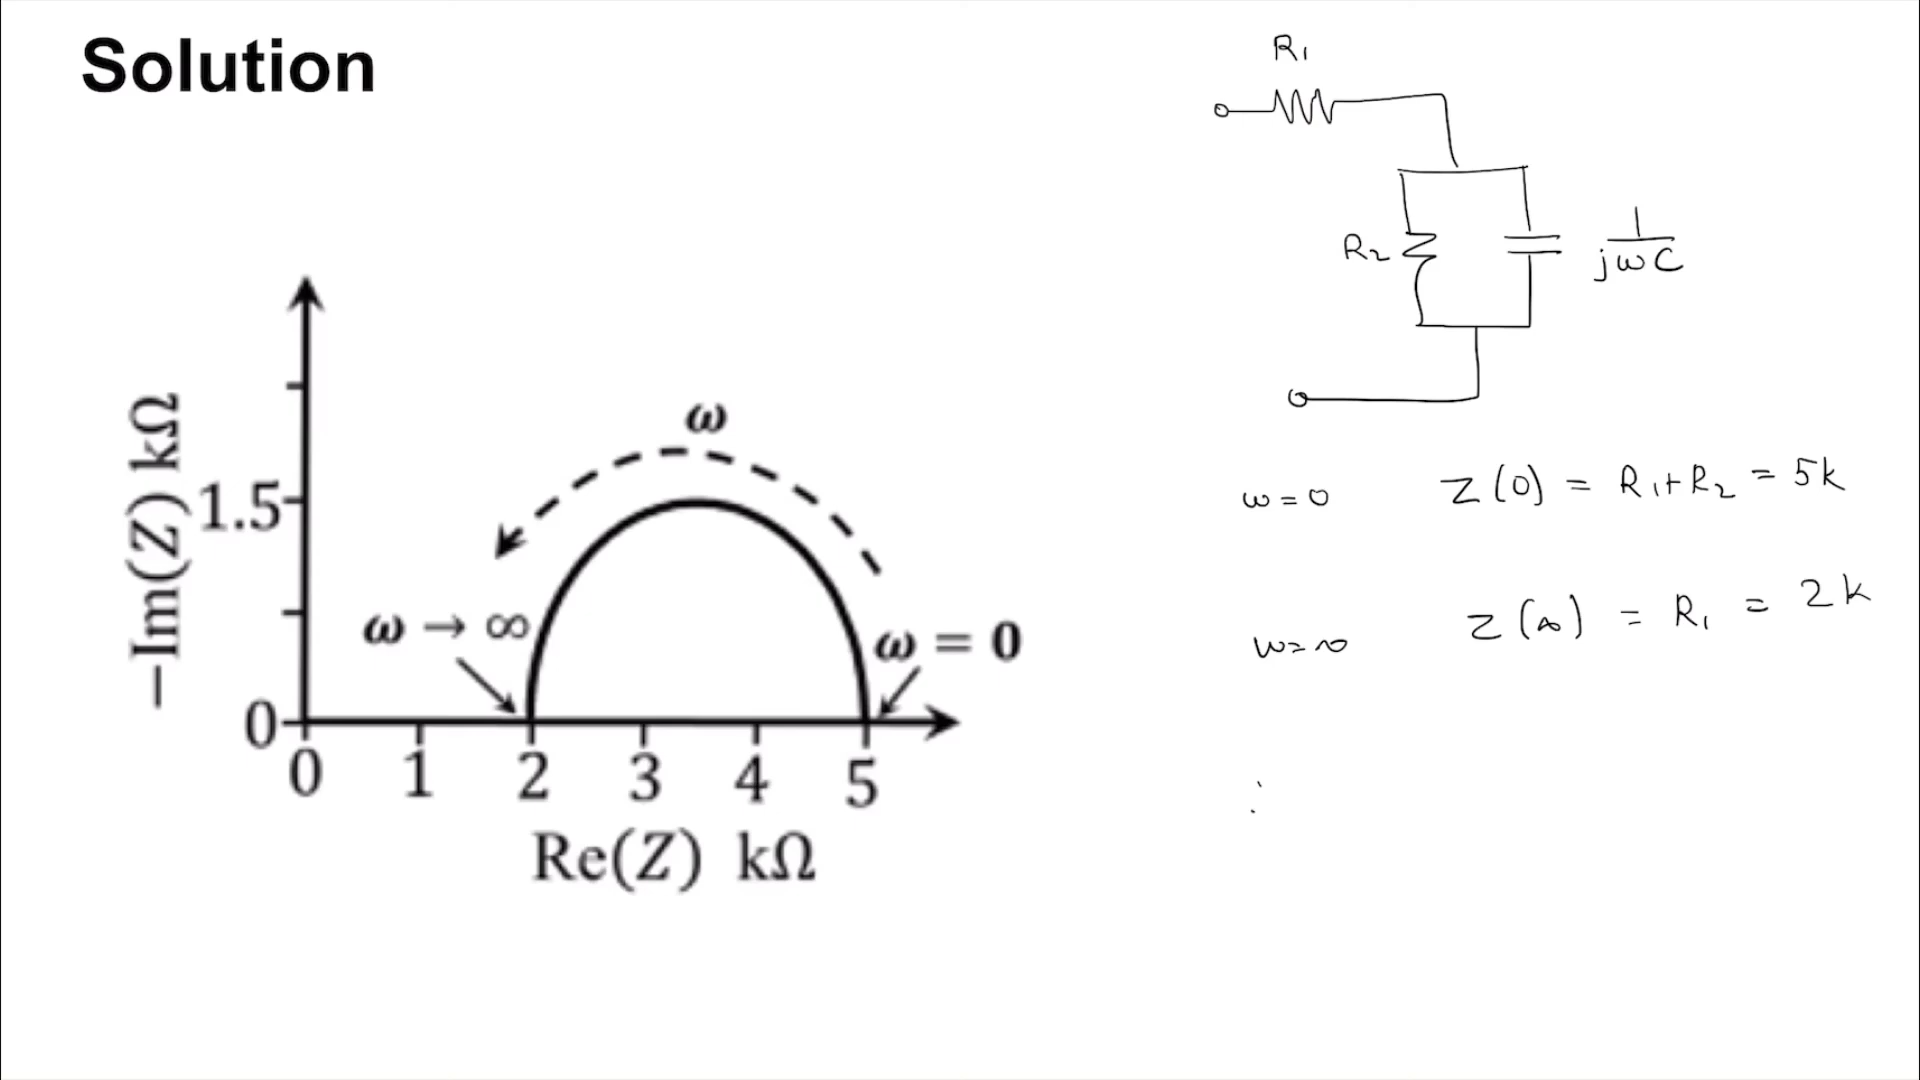 Solution
R₁
R₂
1
jωC
−Im(Z) kΩ
1.5
0
ω
ω → ∞
ω = 0
0 1 2 3 4 5
Re(Z) kΩ
ω = 0 Z(0) = R₁+R₂ = 5k
ω = ∞ Z(∞) = R₁ = 2k